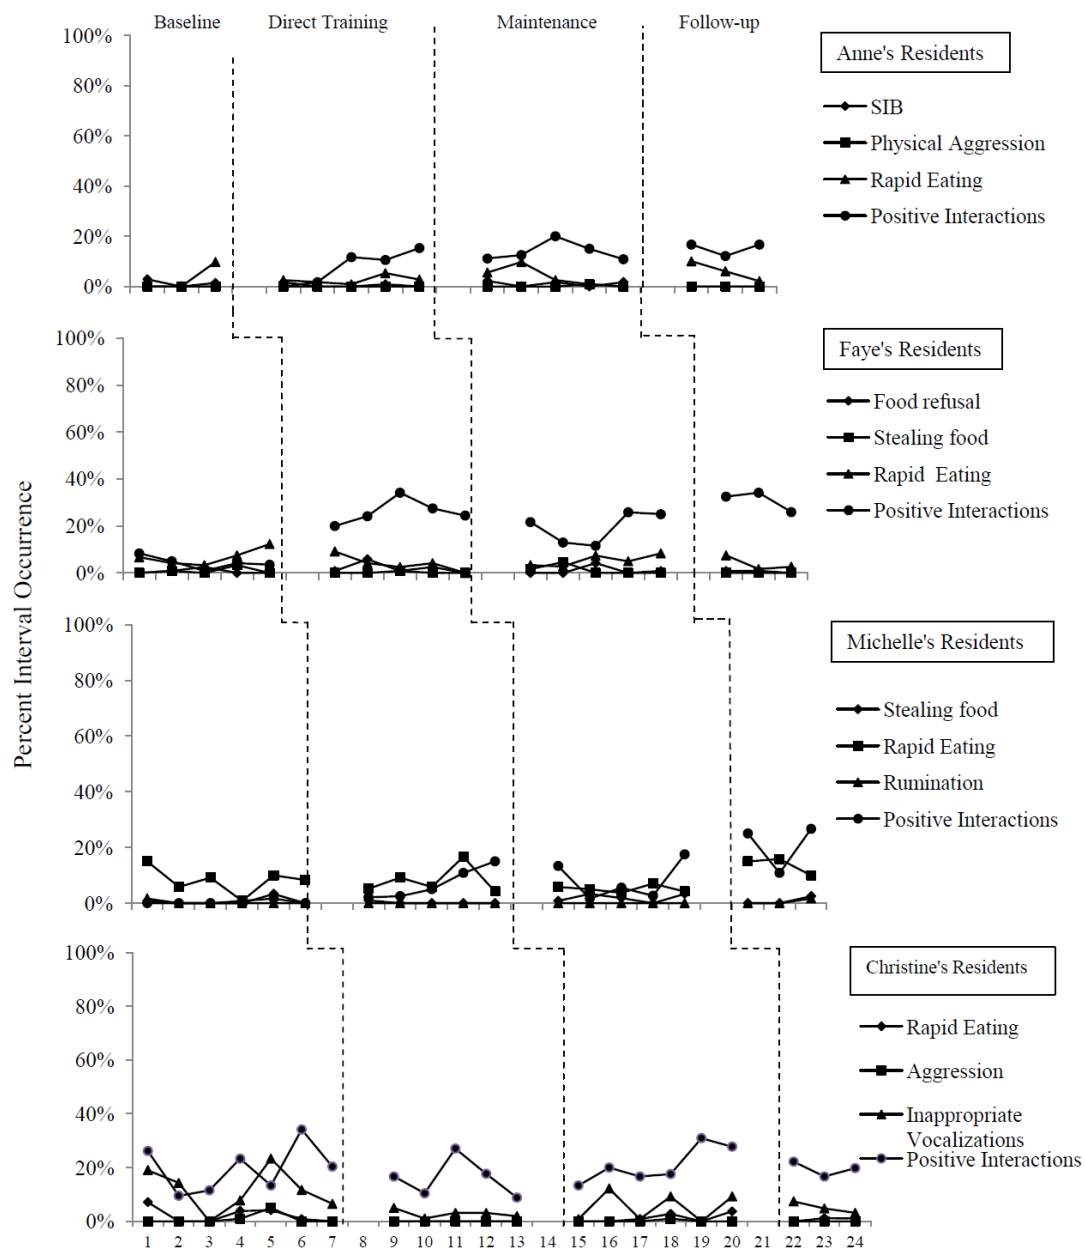 Baseline Direct Training Maintenance Follow-up
100%
80%
60%
40%
20%
0%
Anne's Residents
SIB
Physical Aggression
Rapid Eating
Positive Interactions
100%
80%
60%
40%
20%
0%
Faye's Residents
Food refusal
Stealing food
Rapid Eating
Positive Interactions
Percent Interval Occurrence
100%
80%
60%
40%
20%
0%
Michelle's Residents
Stealing food
Rapid Eating
Rumination
Positive Interactions
100%
80%
60%
40%
20%
0%
Christine's Residents
Rapid Eating
Aggression
Inappropriate
Vocalizations
Positive Interactions
1 2 3 4 5 6 7 8 9 10 11 12 13 14 15 16 17 18 19 20 21 22 23 24